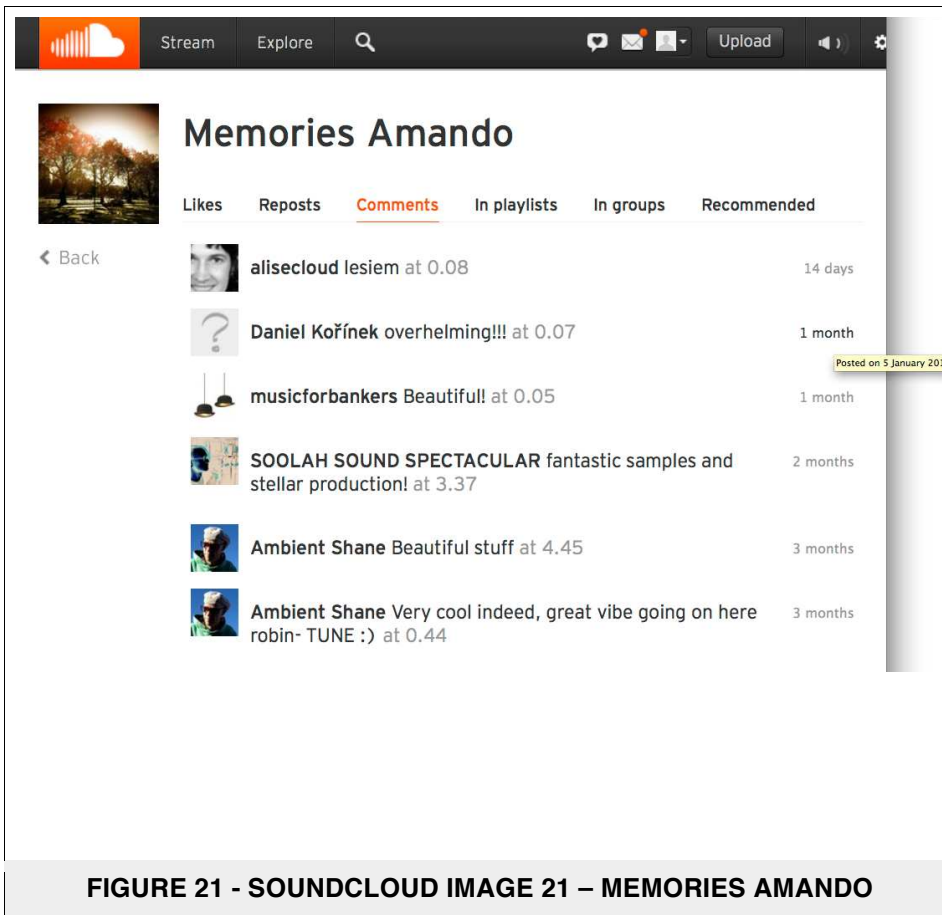 Stream Explore Upload
Memories Amando
Likes Reposts Comments In playlists In groups Recommended
Back
alisecloud lesiem at 0.08 14 days
Daniel Kořínek overhelming!!! at 0.07 1 month
Posted on 5 January 201
musicforbankers Beautiful! at 0.05 1 month
SOOLAH SOUND SPECTACULAR fantastic samples and 2 months
stellar production! at 3.37
Ambient Shane Beautiful stuff at 4.45 3 months
Ambient Shane Very cool indeed, great vibe going on here 3 months
robin- TUNE :) at 0.44
FIGURE 21 - SOUNDCLOUD IMAGE 21 – MEMORIES AMANDO